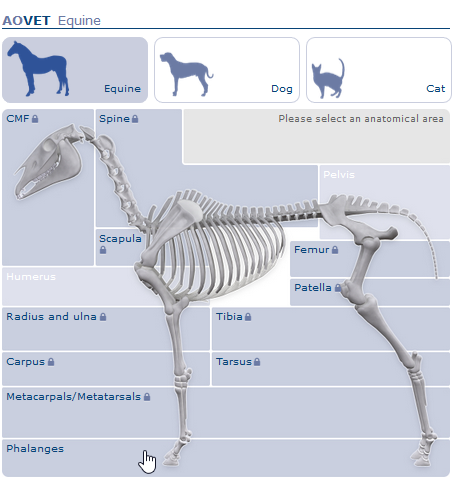 AOVET Equine
Equine
Dog
Cat
CMF
Spine
Please select an anatomical area
Pelvis
Scapula
Femur
Humerus
Patella
Radius and ulna
Tibia
Carpus
Tarsus
Metacarpals/Metatarsals
Phalanges